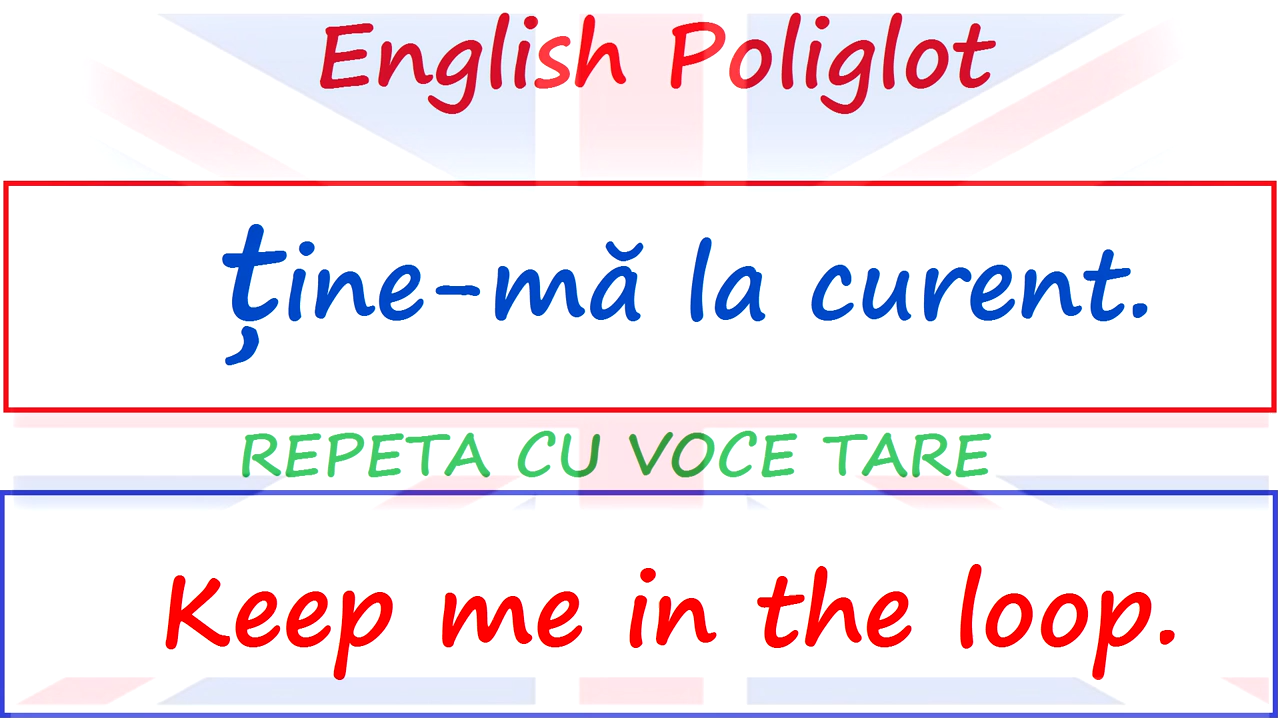 English Poliglot
Ține-mă la curent.
REPETA CU VOCE TARE
Keep me in the loop.